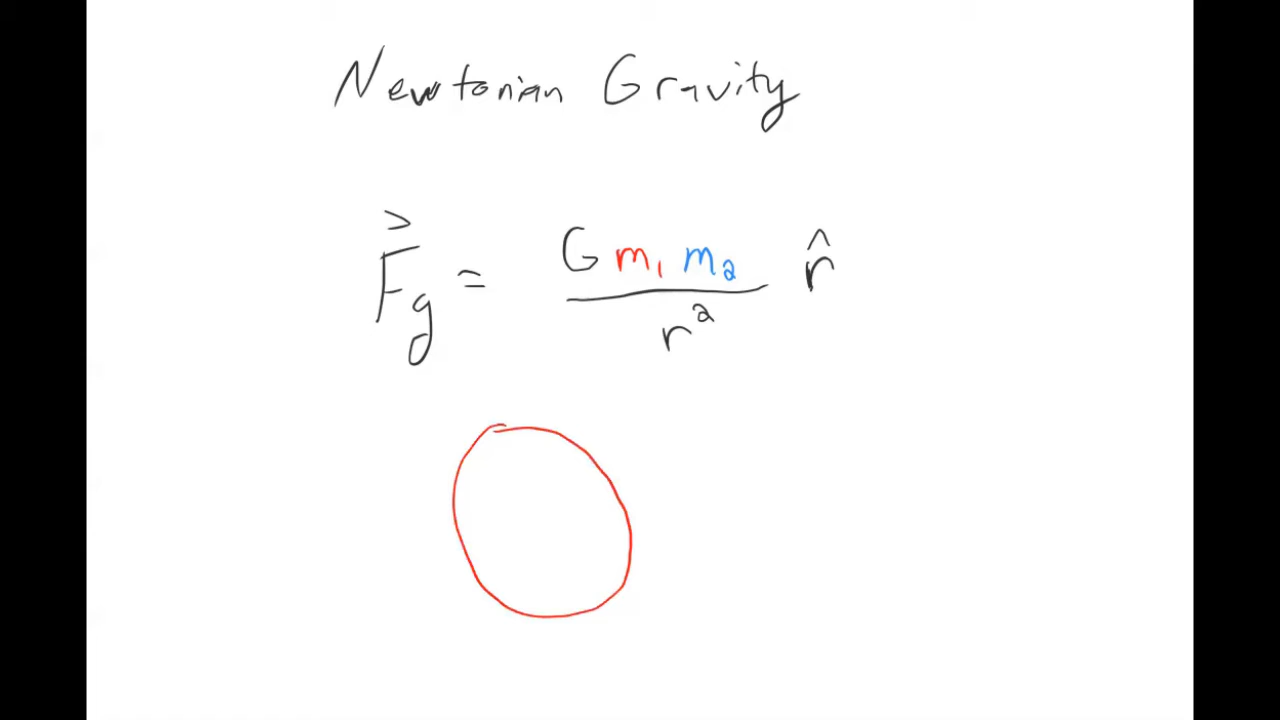 Newtonian Gravity
F⃗g = G m₁ m₂ / r² r̂